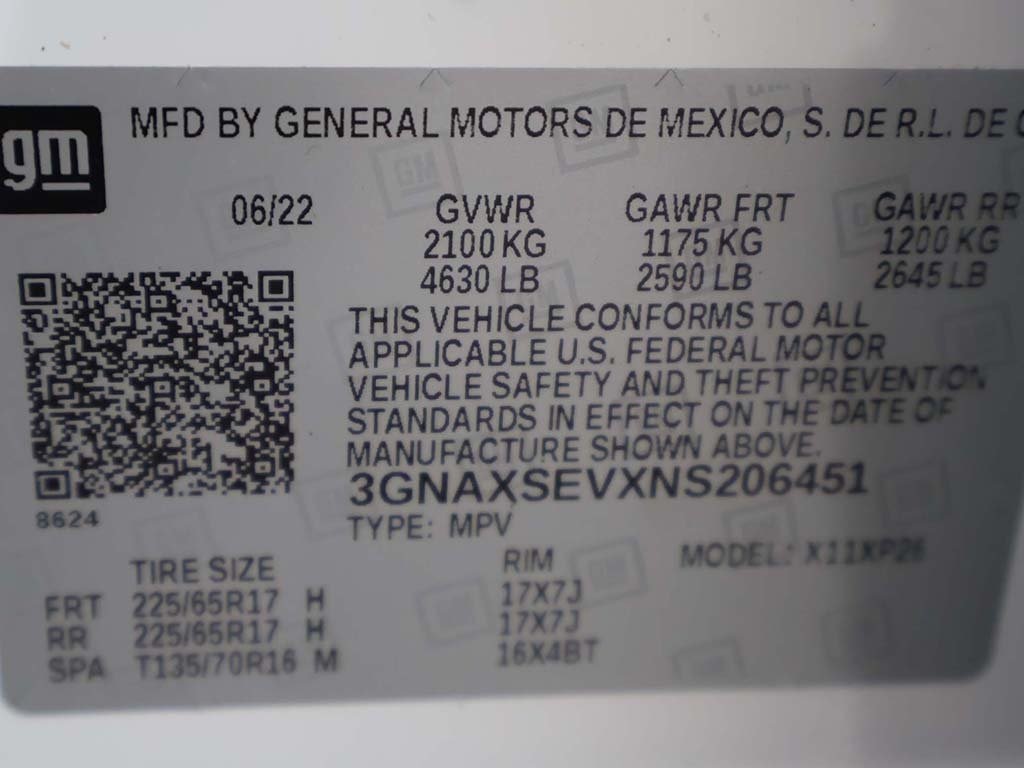 gm
MFD BY GENERAL MOTORS DE MEXICO, S. DE R.L. DE
06/22 GVWR GAWR FRT GAWR RR
2100 KG 1175 KG 1200 KG
4630 LB 2590 LB 2645 LB
THIS VEHICLE CONFORMS TO ALL
APPLICABLE U.S. FEDERAL MOTOR
VEHICLE SAFETY AND THEFT PREVENTION
STANDARDS IN EFFECT ON THE DATE OF
MANUFACTURE SHOWN ABOVE.
3GNAXSEVXNS206451
8624
TYPE: MPV
TIRE SIZE RIM MODEL: X11XP26
FRT 225/65R17 H 17X7J
RR 225/65R17 H 17X7J
SPA T135/70R16 M 16X4BT